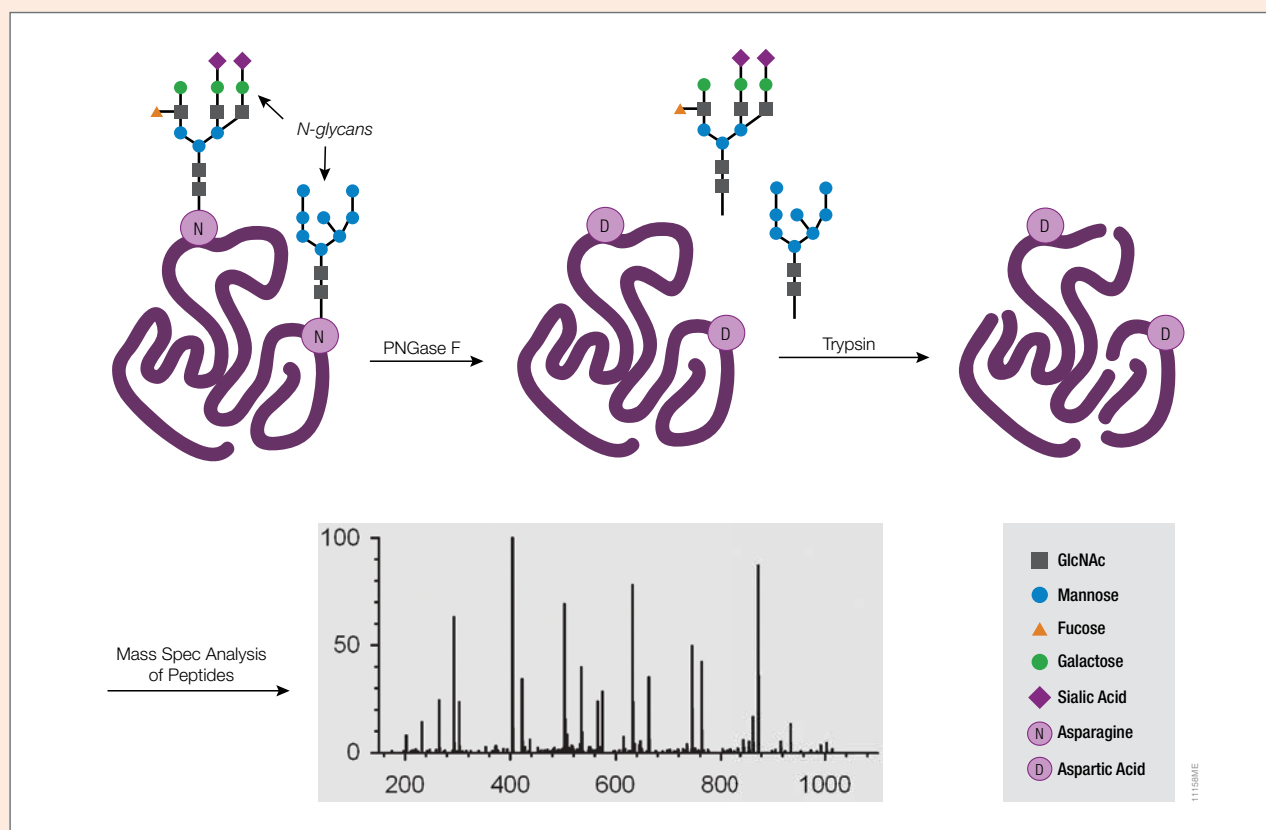 N-glycans
N
N
PNGase F
D
D
Trypsin
D
D
Mass Spec Analysis
of Peptides
100
50
0
200
400
600
800
1000
GlcNAc
Mannose
Fucose
Galactose
Sialic Acid
N Asparagine
D Aspartic Acid
11158ME